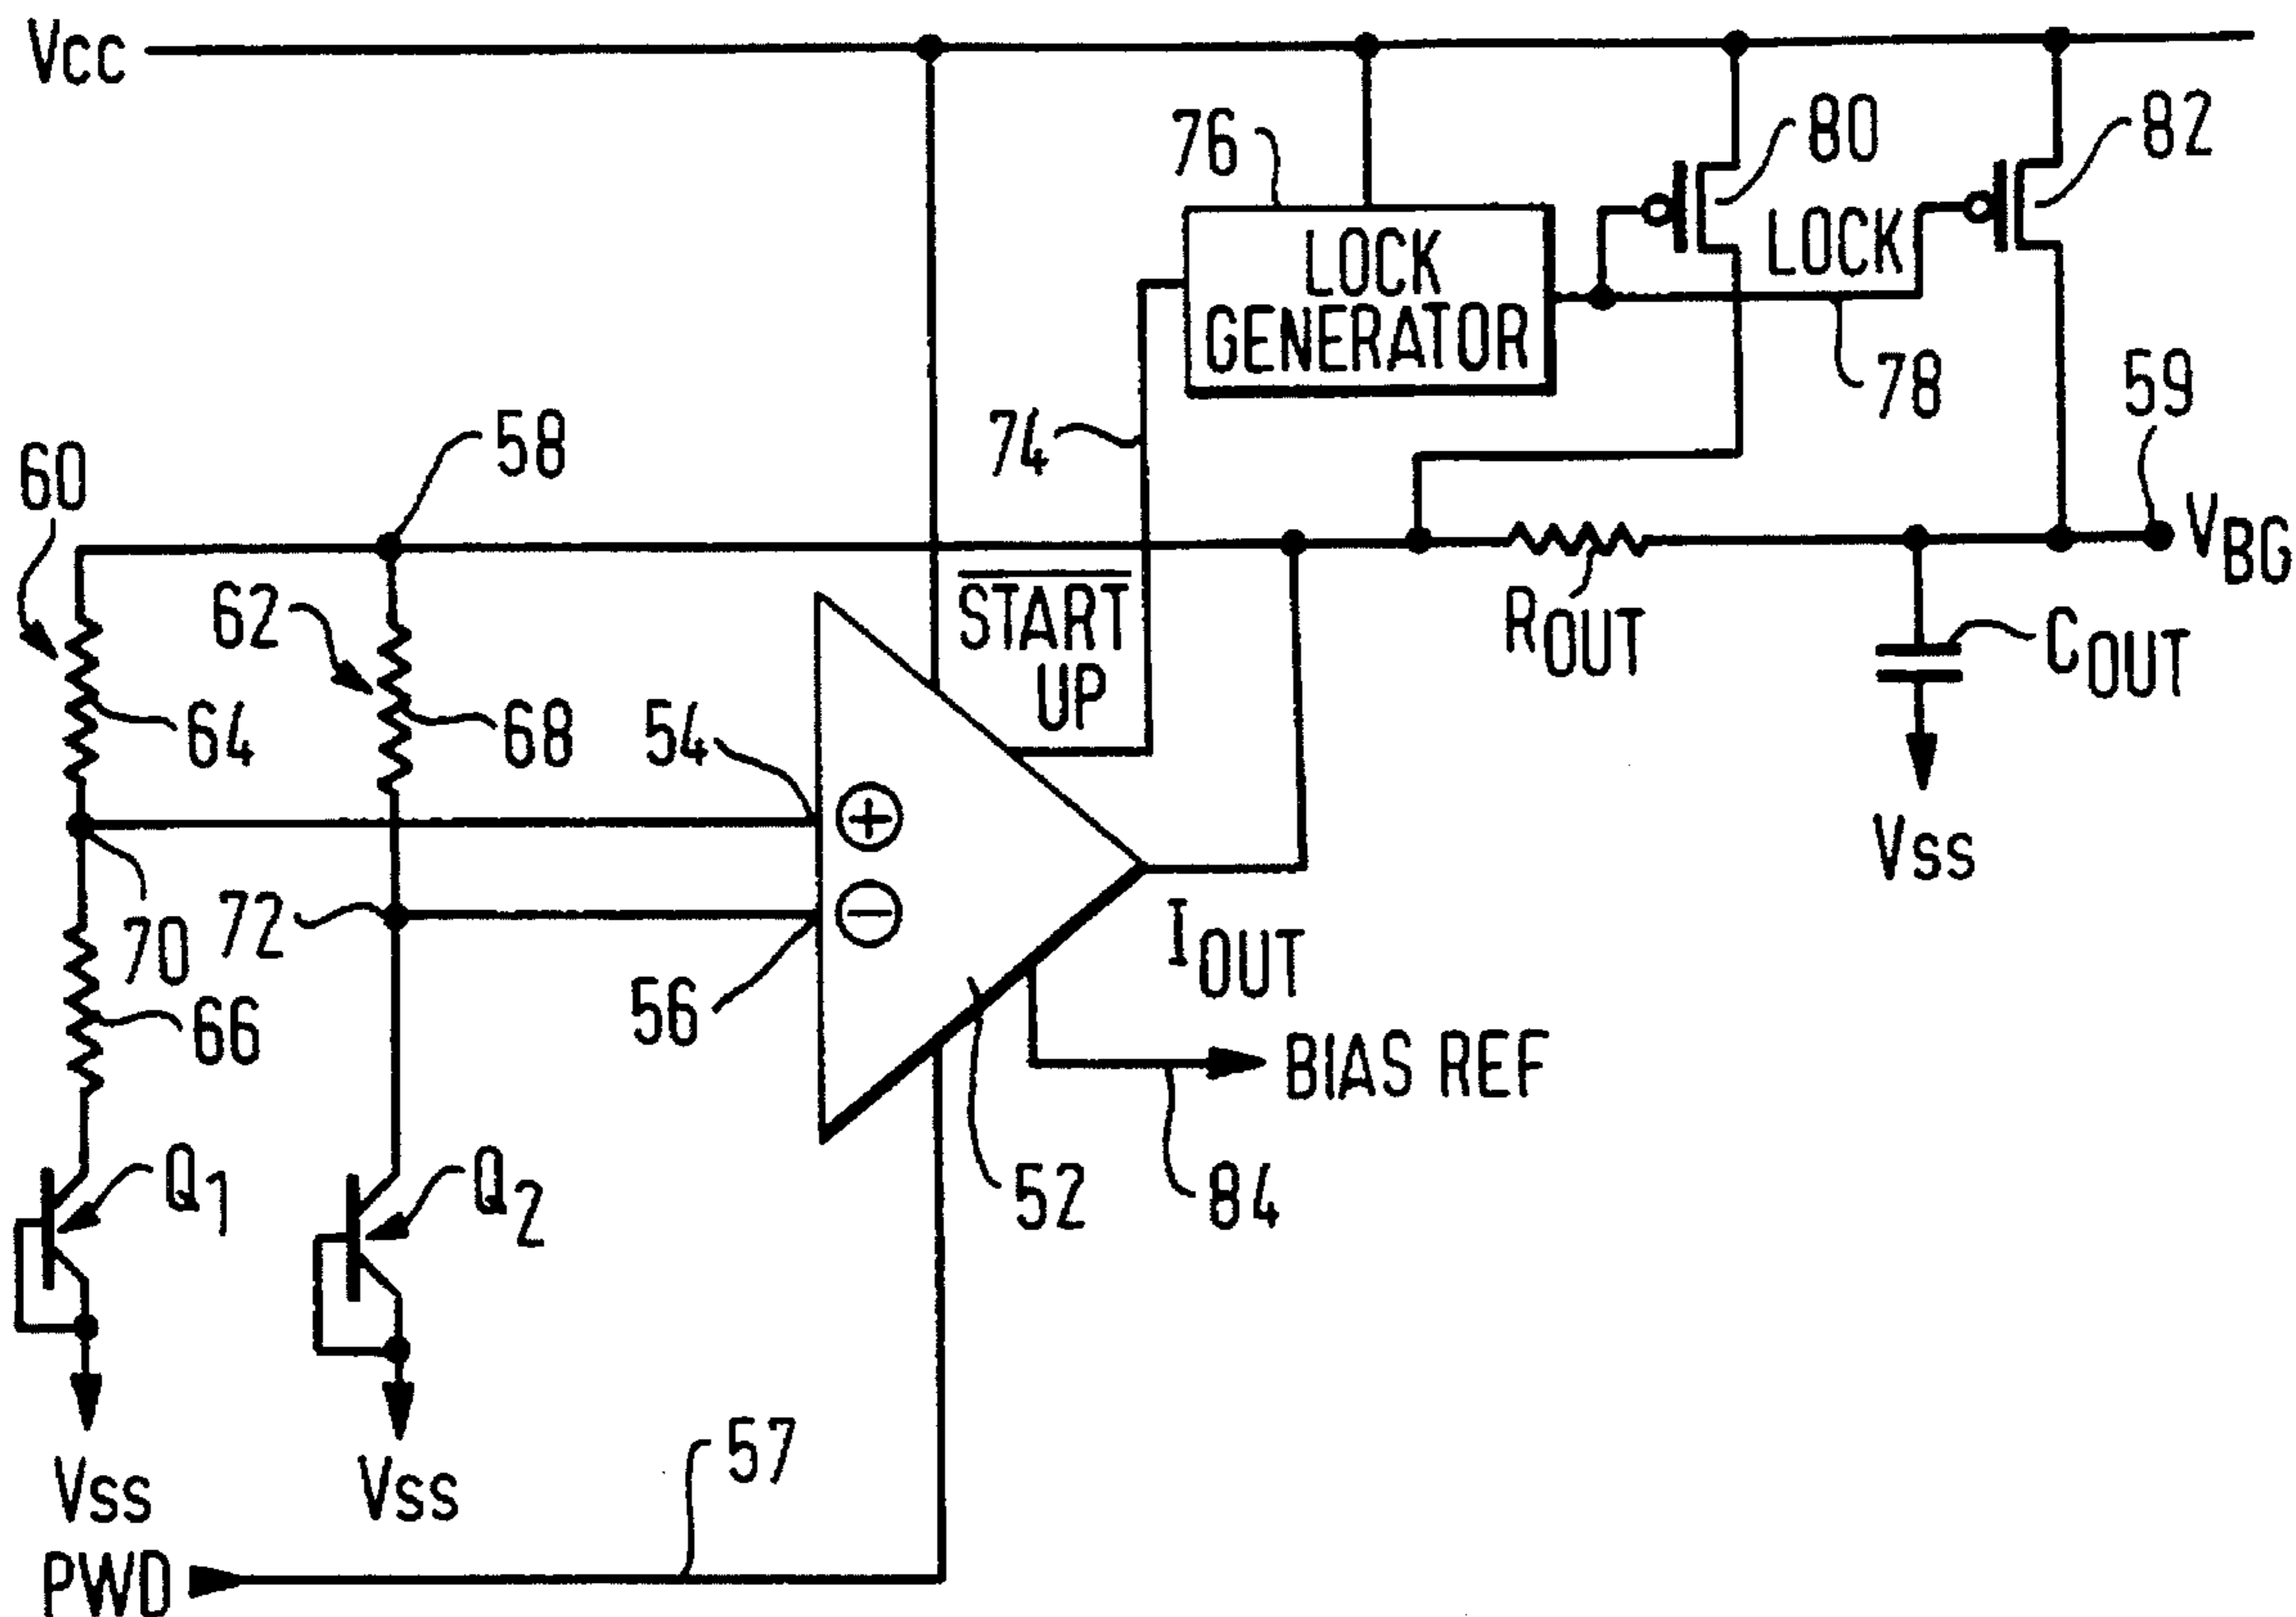 VCC
76
80
82
LOCK
LOCK
GENERATOR
78
59
74
58
60
VBG
START
UP
62
ROUT
COUT
64
68
54
VSS
70
72
56
IOUT
66
BIAS REF
Q1
Q2
52
84
57
VSS
VSS
PWD